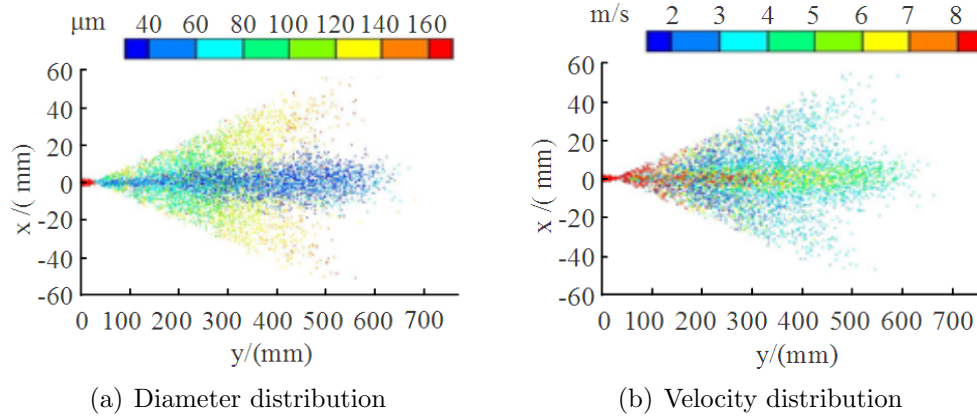 μm 40 60 80 100 120 140 160
60
40
20
0
-20
-40
-60
x /( mm)
0 100 200 300 400 500 600 700
y/(mm)
(a) Diameter distribution
m/s 2 3 4 5 6 7 8
60
40
20
0
-20
-40
-60
x /( mm)
0 100 200 300 400 500 600 700
y/(mm)
(b) Velocity distribution